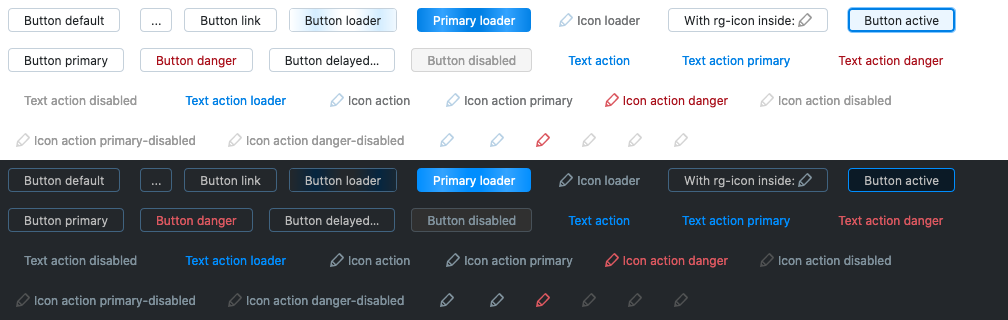 Button default ... Button link Button loader Primary loader Icon loader With rg-icon inside: Button active
Button primary Button danger Button delayed... Button disabled Text action Text action primary Text action danger
Text action disabled Text action loader Icon action Icon action primary Icon action danger Icon action disabled
Icon action primary-disabled Icon action danger-disabled
Button default ... Button link Button loader Primary loader Icon loader With rg-icon inside: Button active
Button primary Button danger Button delayed... Button disabled Text action Text action primary Text action danger
Text action disabled Text action loader Icon action Icon action primary Icon action danger Icon action disabled
Icon action primary-disabled Icon action danger-disabled